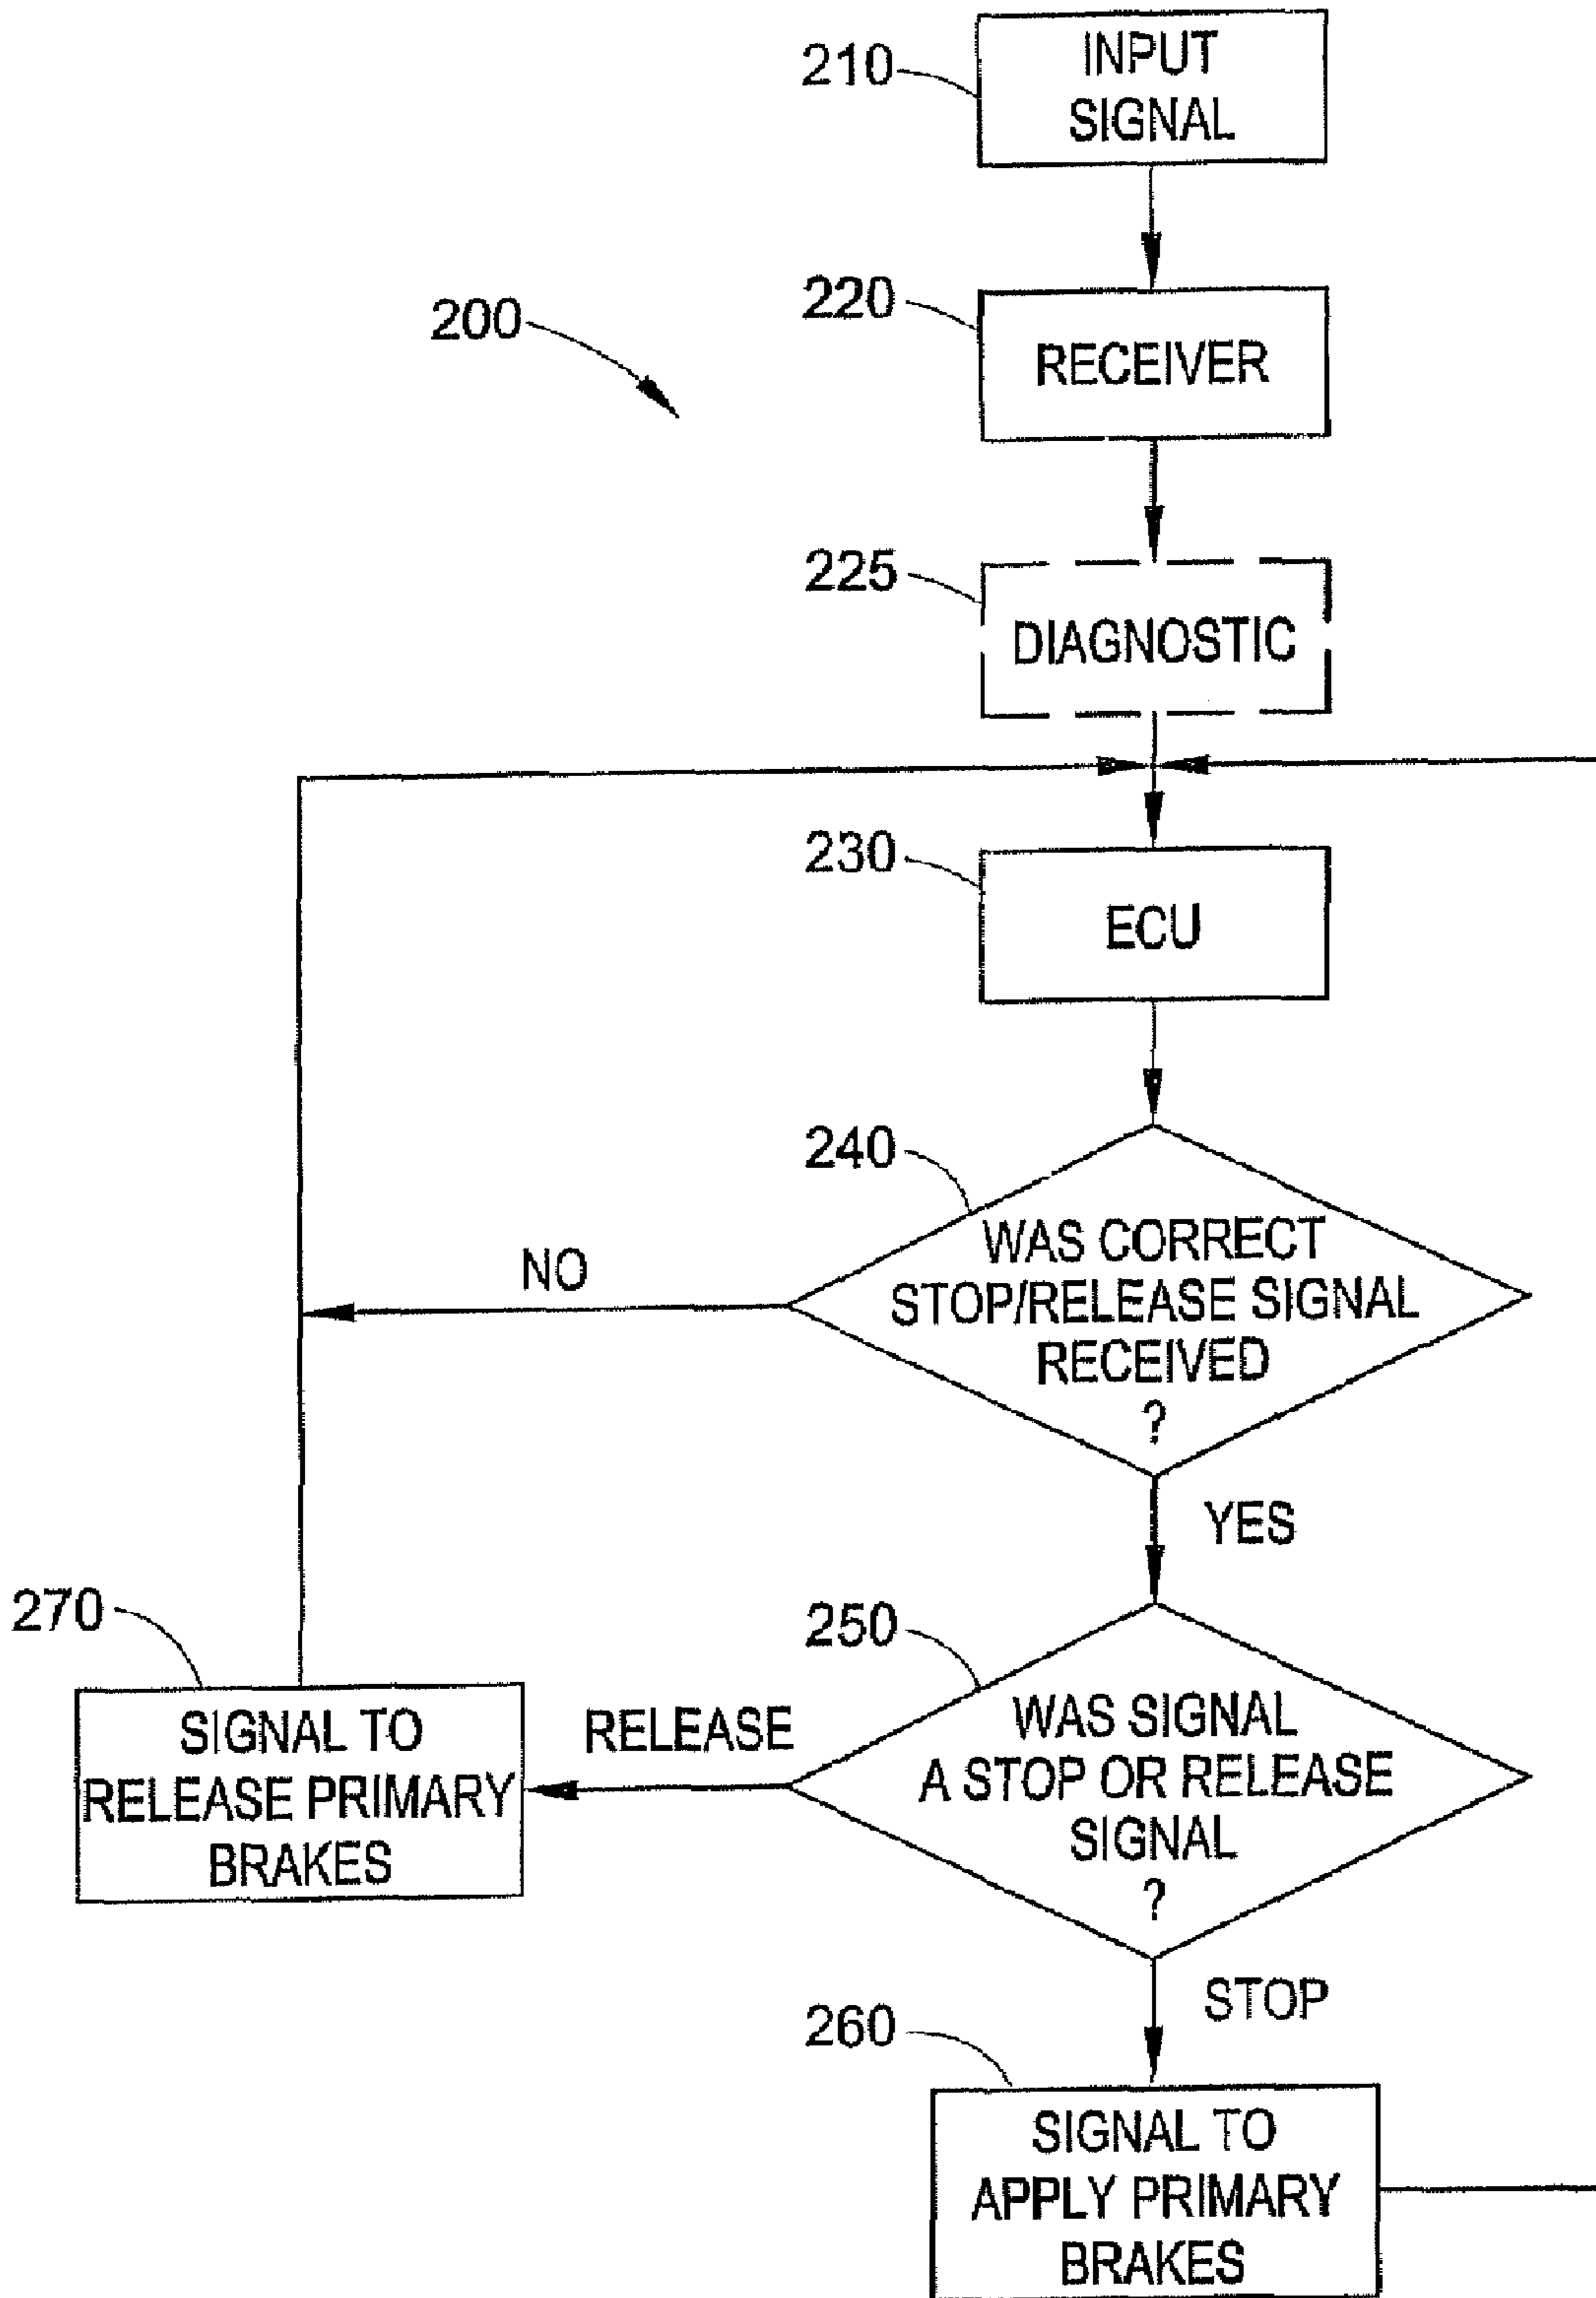 210
INPUT
SIGNAL
200
220
RECEIVER
225
DIAGNOSTIC
230
ECU
240
WAS CORRECT
STOP/RELEASE SIGNAL
RECEIVED
?
NO
YES
250
WAS SIGNAL
A STOP OR RELEASE
SIGNAL
?
RELEASE
270
SIGNAL TO
RELEASE PRIMARY
BRAKES
STOP
260
SIGNAL TO
APPLY PRIMARY
BRAKES